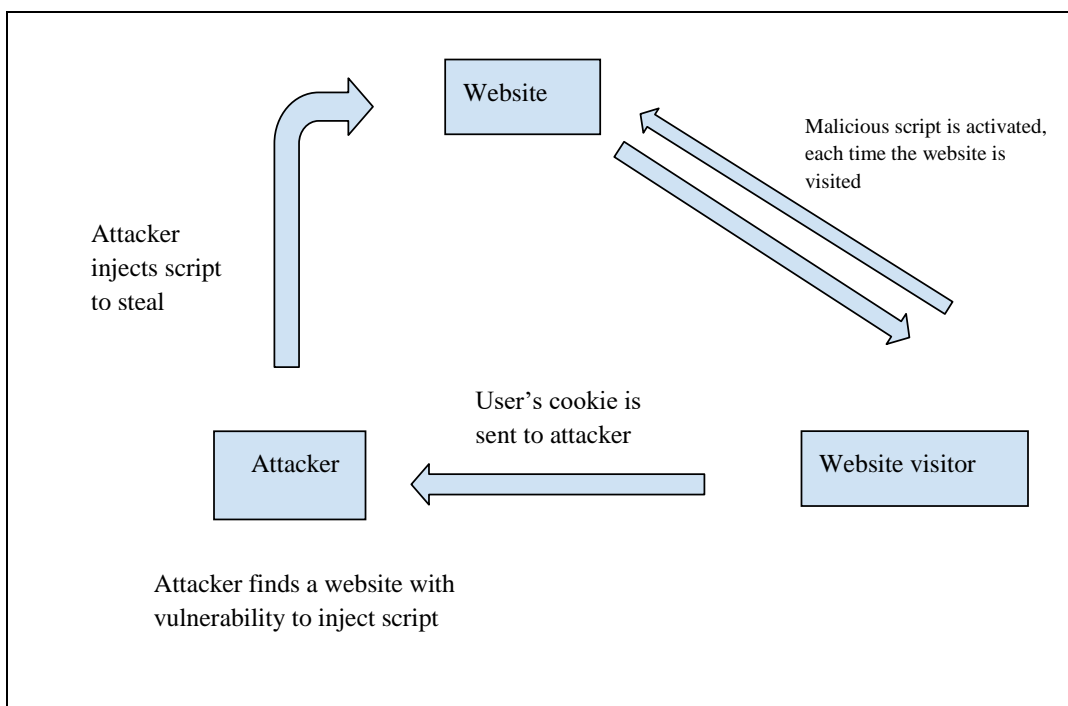 Website
Malicious script is activated,
each time the website is
visited
Attacker
injects script
to steal
User’s cookie is
sent to attacker
Attacker
Website visitor
Attacker finds a website with
vulnerability to inject script